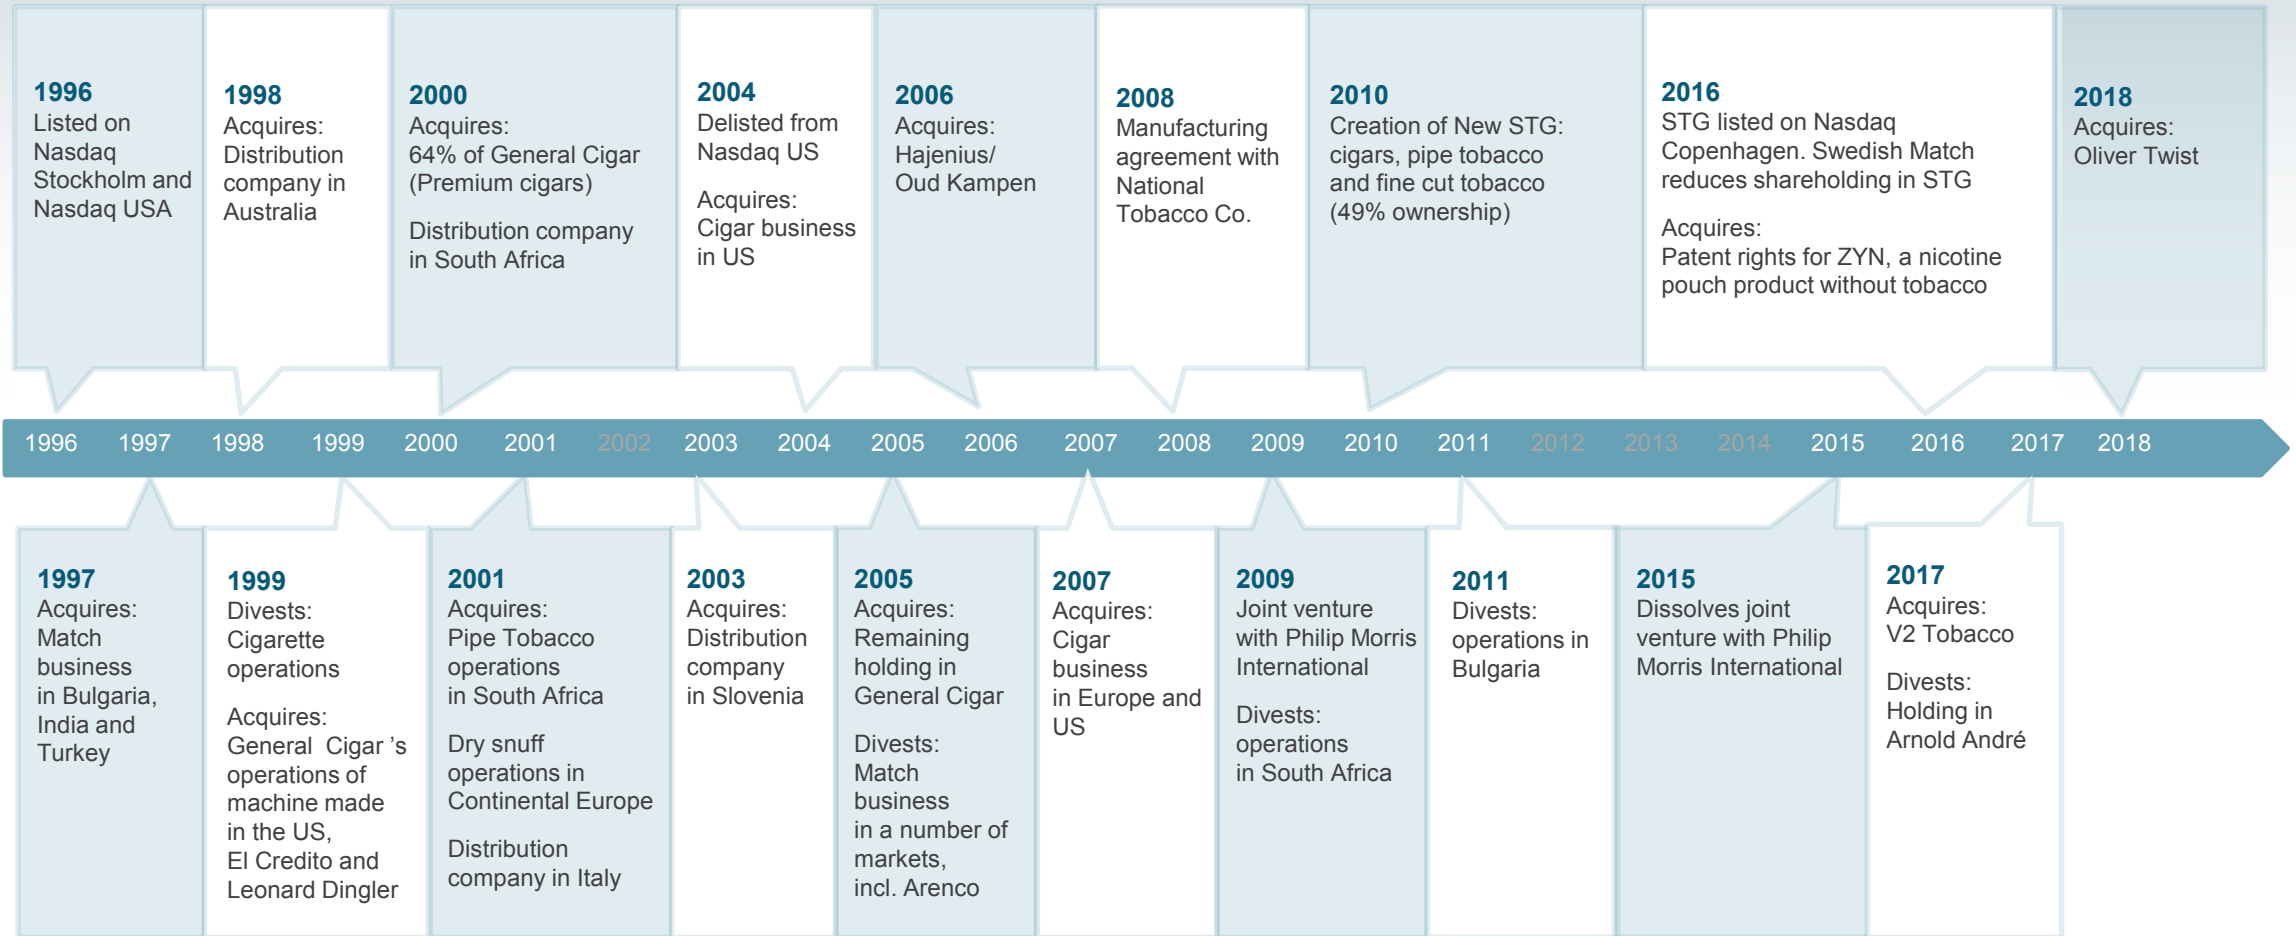 1996
Listed on
Nasdaq
Stockholm and
Nasdaq USA
1998
Acquires:
Distribution
company in
Australia
2000
Acquires:
64% of General Cigar
(Premium cigars)
Distribution company
in South Africa
2004
Delisted from
Nasdaq US
Acquires:
Cigar business
in US
2006
Acquires:
Hajenius/
Oud Kampen
2008
Manufacturing
agreement with
National
Tobacco Co.
2010
Creation of New STG:
cigars, pipe tobacco
and fine cut tobacco
(49% ownership)
2016
STG listed on Nasdaq
Copenhagen. Swedish Match
reduces shareholding in STG
Acquires:
Patent rights for ZYN, a nicotine
pouch product without tobacco
2018
Acquires:
Oliver Twist
1996 1997 1998 1999 2000 2001 2002 2003 2004 2005 2006 2007 2008 2009 2010 2011 2012 2013 2014 2015 2016 2017 2018
1997
Acquires:
Match
business
in Bulgaria,
India and
Turkey
1999
Divests:
Cigarette
operations
Acquires:
General Cigar ’s
operations of
machine made
in the US,
El Credito and
Leonard Dingler
2001
Acquires:
Pipe Tobacco
operations
in South Africa
Dry snuff
operations in
Continental Europe
Distribution
company in Italy
2003
Acquires:
Distribution
company
in Slovenia
2005
Acquires:
Remaining
holding in
General Cigar
Divests:
Match
business
in a number of
markets,
incl. Arenco
2007
Acquires:
Cigar
business
in Europe and
US
2009
Joint venture
with Philip Morris
International
Divests:
operations
in South Africa
2011
Divests:
operations in
Bulgaria
2015
Dissolves joint
venture with Philip
Morris International
2017
Acquires:
V2 Tobacco
Divests:
Holding in
Arnold André